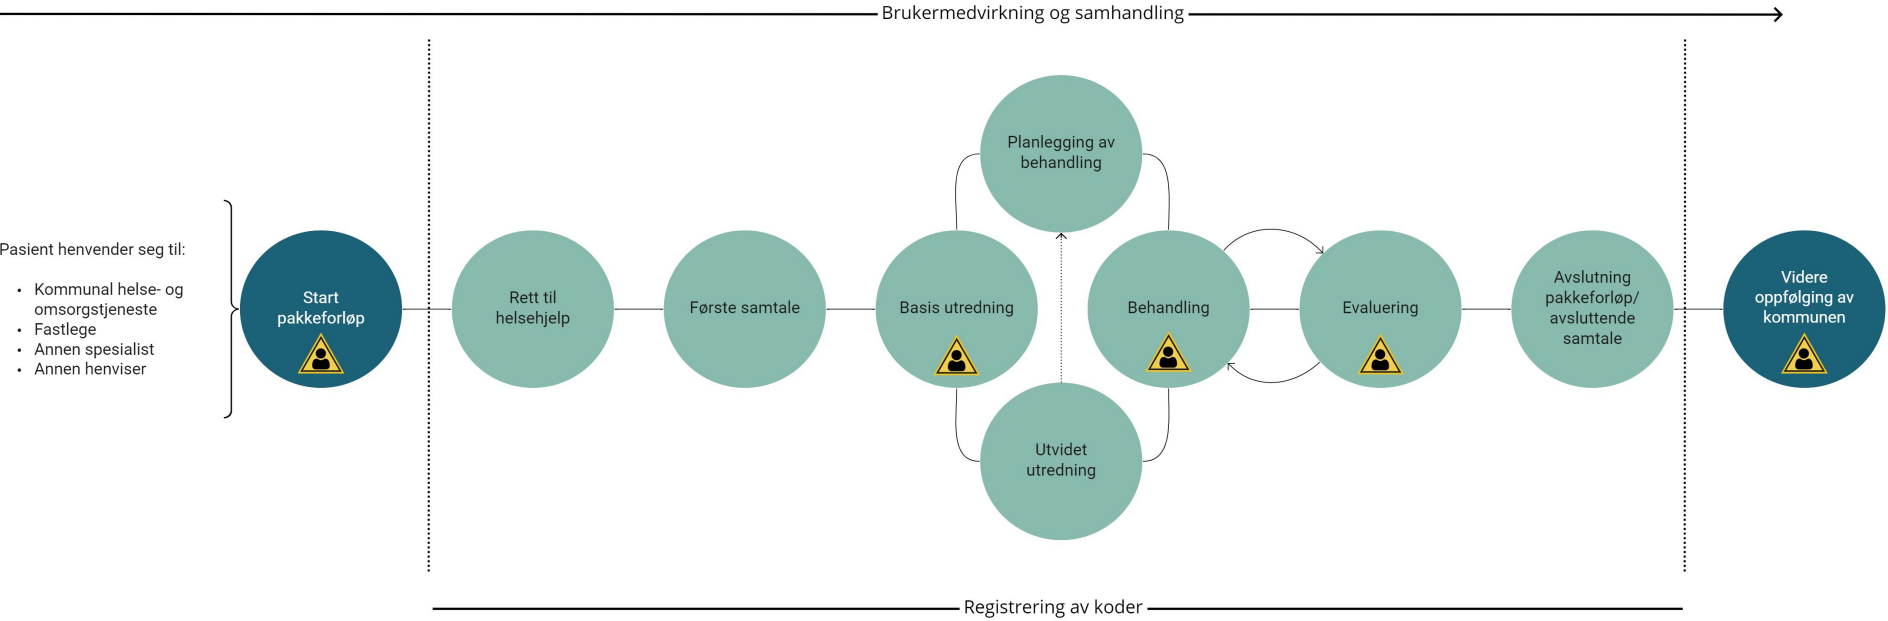 Brukermedvirkning og samhandling
Pasient henvender seg til:
• Kommunal helse- og
omsorgstjeneste
• Fastlege
• Annen spesialist
• Annen henviser
Start
pakkeforløp
Rett til
helsehjelp
Første samtale
Basis utredning
Planlegging av
behandling
Utvidet
utredning
Behandling
Evaluering
Avslutning
pakkeforløp/
avsluttende
samtale
Videre
oppfølging av
kommunen
Registrering av koder